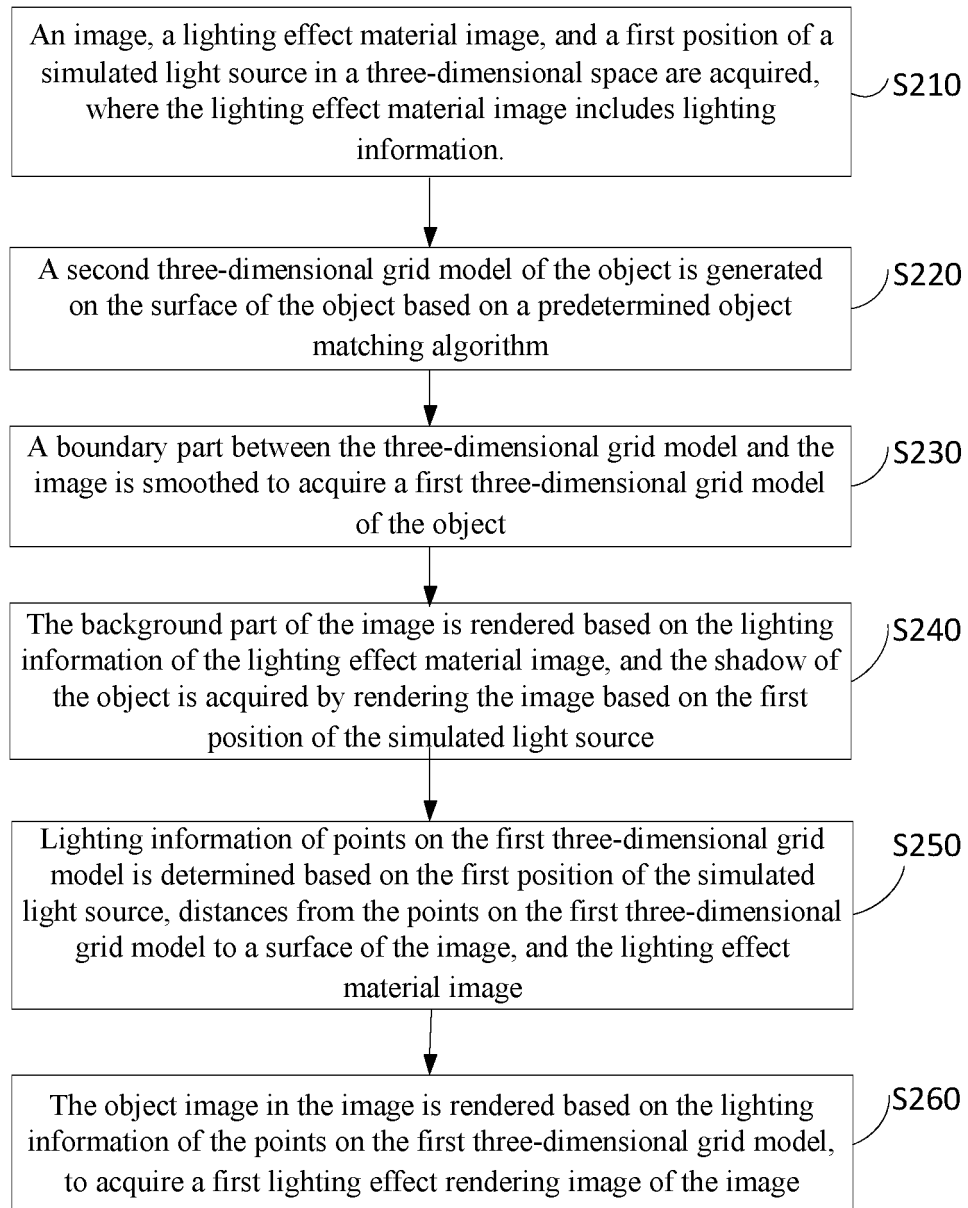 An image, a lighting effect material image, and a first position of a
simulated light source in a three-dimensional space are acquired,
where the lighting effect material image includes lighting
information.
S210
A second three-dimensional grid model of the object is generated
on the surface of the object based on a predetermined object
matching algorithm
S220
A boundary part between the three-dimensional grid model and the
image is smoothed to acquire a first three-dimensional grid model
of the object
S230
The background part of the image is rendered based on the lighting
information of the lighting effect material image, and the shadow of
the object is acquired by rendering the image based on the first
position of the simulated light source
S240
Lighting information of points on the first three-dimensional grid
model is determined based on the first position of the simulated
light source, distances from the points on the first three-dimensional
grid model to a surface of the image, and the lighting effect
material image
S250
The object image in the image is rendered based on the lighting
information of the points on the first three-dimensional grid model,
to acquire a first lighting effect rendering image of the image
S260